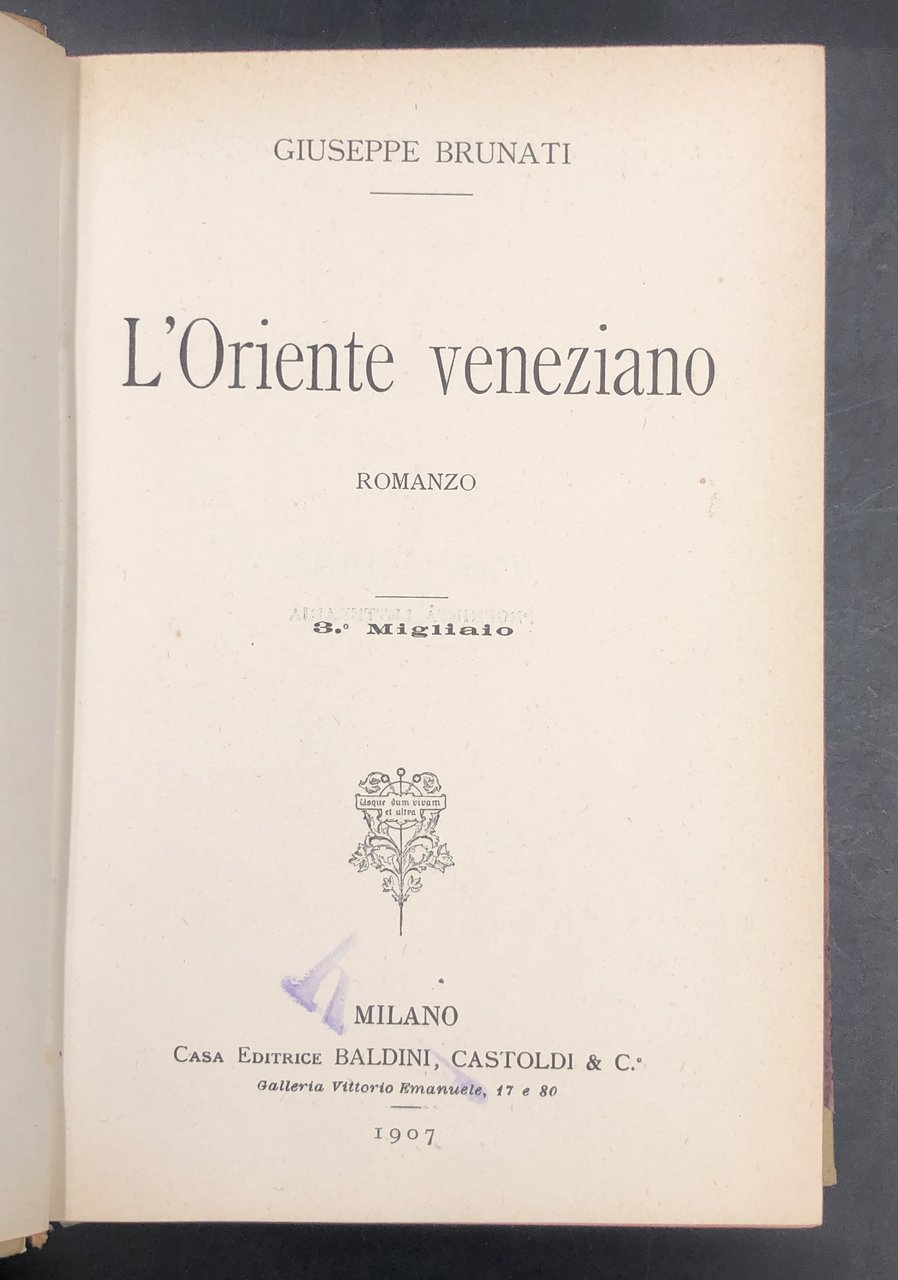 GIUSEPPE BRUNATI
L'Oriente veneziano
ROMANZO
3.º Migliaio
Usque dum vivam
et ultra
MILANO
CASA EDITRICE BALDINI, CASTOLDI & C.º
Galleria Vittorio Emanuele, 17 e 80
1907